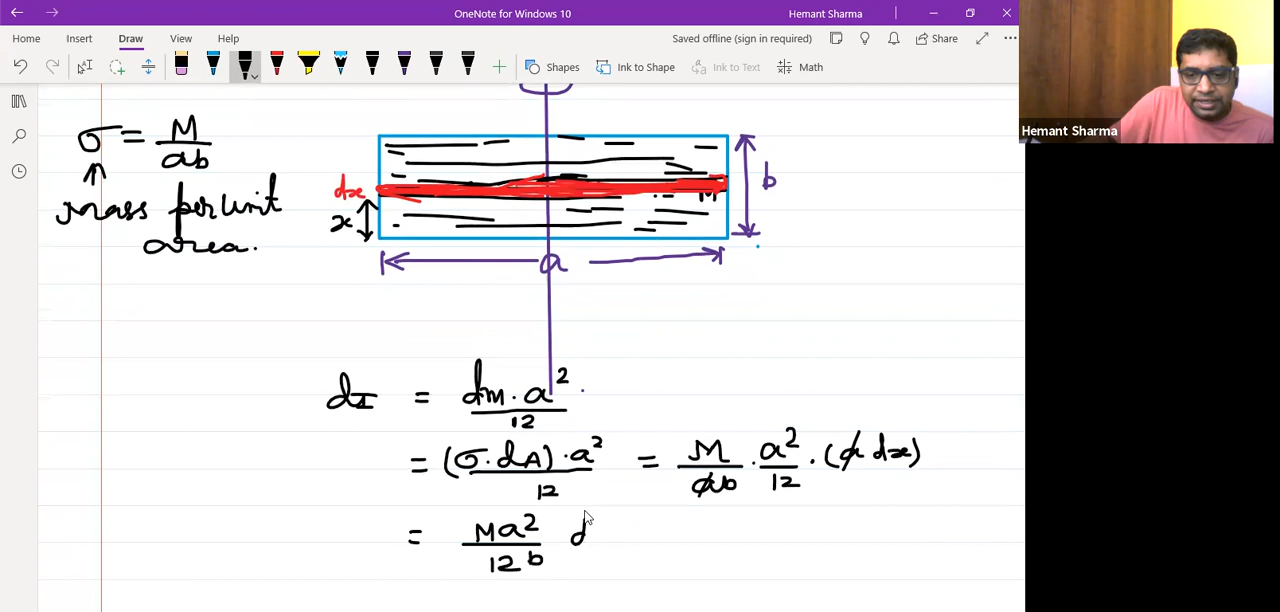 OneNote for Windows 10
Hemant Sharma
Home Insert Draw View Help
Saved offline (sign in required)
Share
Shapes
Ink to Shape
Ink to Text
Math
Hemant Sharma
σ = M/ab
Mass per unit
area.
dx
x
M
b
a
dI = dm · a²/12
= (σ · dA) · a²/12 = M/ab · a²/12 · (a dx)
= Ma²/12b d